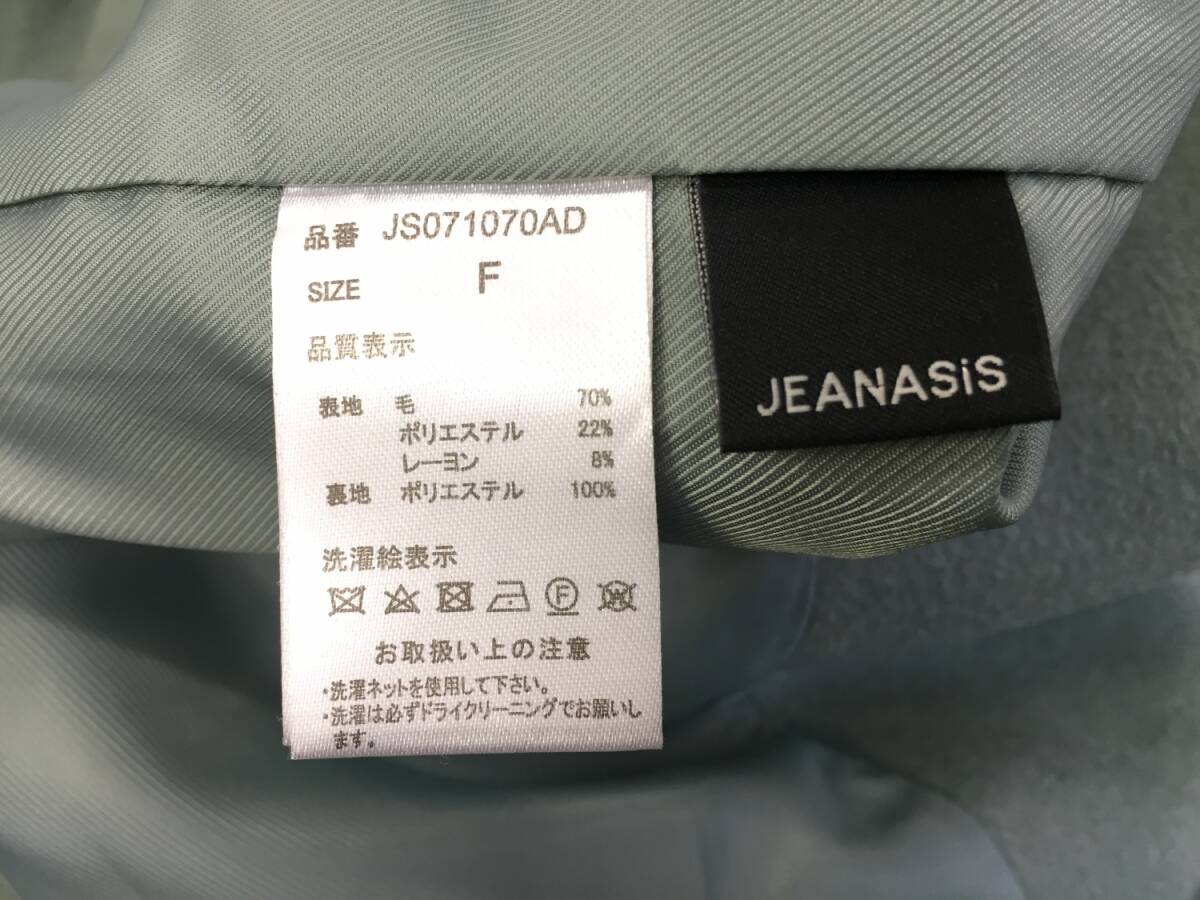 品番 JS071070AD
SIZE F
品質表示
表地 毛 70%
ポリエステル 22%
レーヨン 8%
裏地 ポリエステル 100%
洗濯絵表示
F W
お取扱い上の注意
・洗濯ネットを使用して下さい。
・洗濯は必ずドライクリーニングでお願いし
ます。
JEANASiS